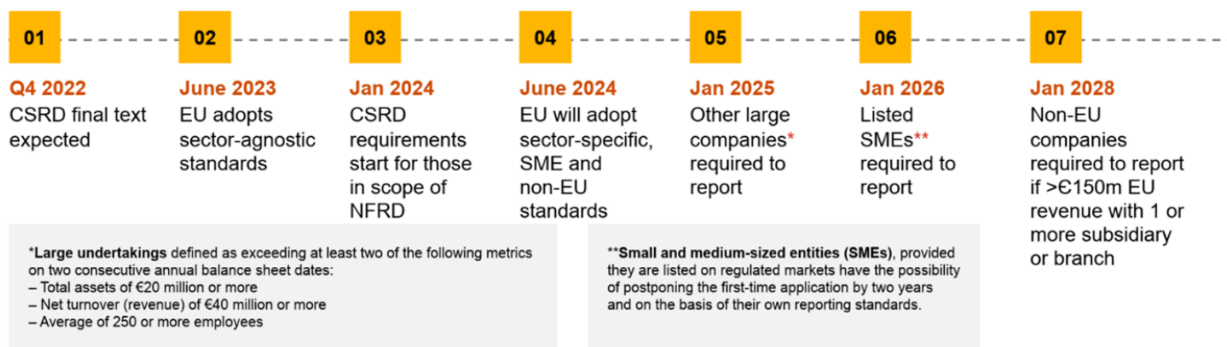 01
Q4 2022
CSRD final text
expected
02
June 2023
EU adopts
sector-agnostic
standards
03
Jan 2024
CSRD
requirements
start for those
in scope of
NFRD
04
June 2024
EU will adopt
sector-specific,
SME and
non-EU
standards
05
Jan 2025
Other large
companies*
required to
report
06
Jan 2026
Listed
SMEs**
required to
report
07
Jan 2028
Non-EU
companies
required to report
if >€150m EU
revenue with 1 or
more subsidiary
or branch
*Large undertakings defined as exceeding at least two of the following metrics
on two consecutive annual balance sheet dates:
– Total assets of €20 million or more
– Net turnover (revenue) of €40 million or more
– Average of 250 or more employees
**Small and medium-sized entities (SMEs), provided
they are listed on regulated markets have the possibility
of postponing the first-time application by two years
and on the basis of their own reporting standards.